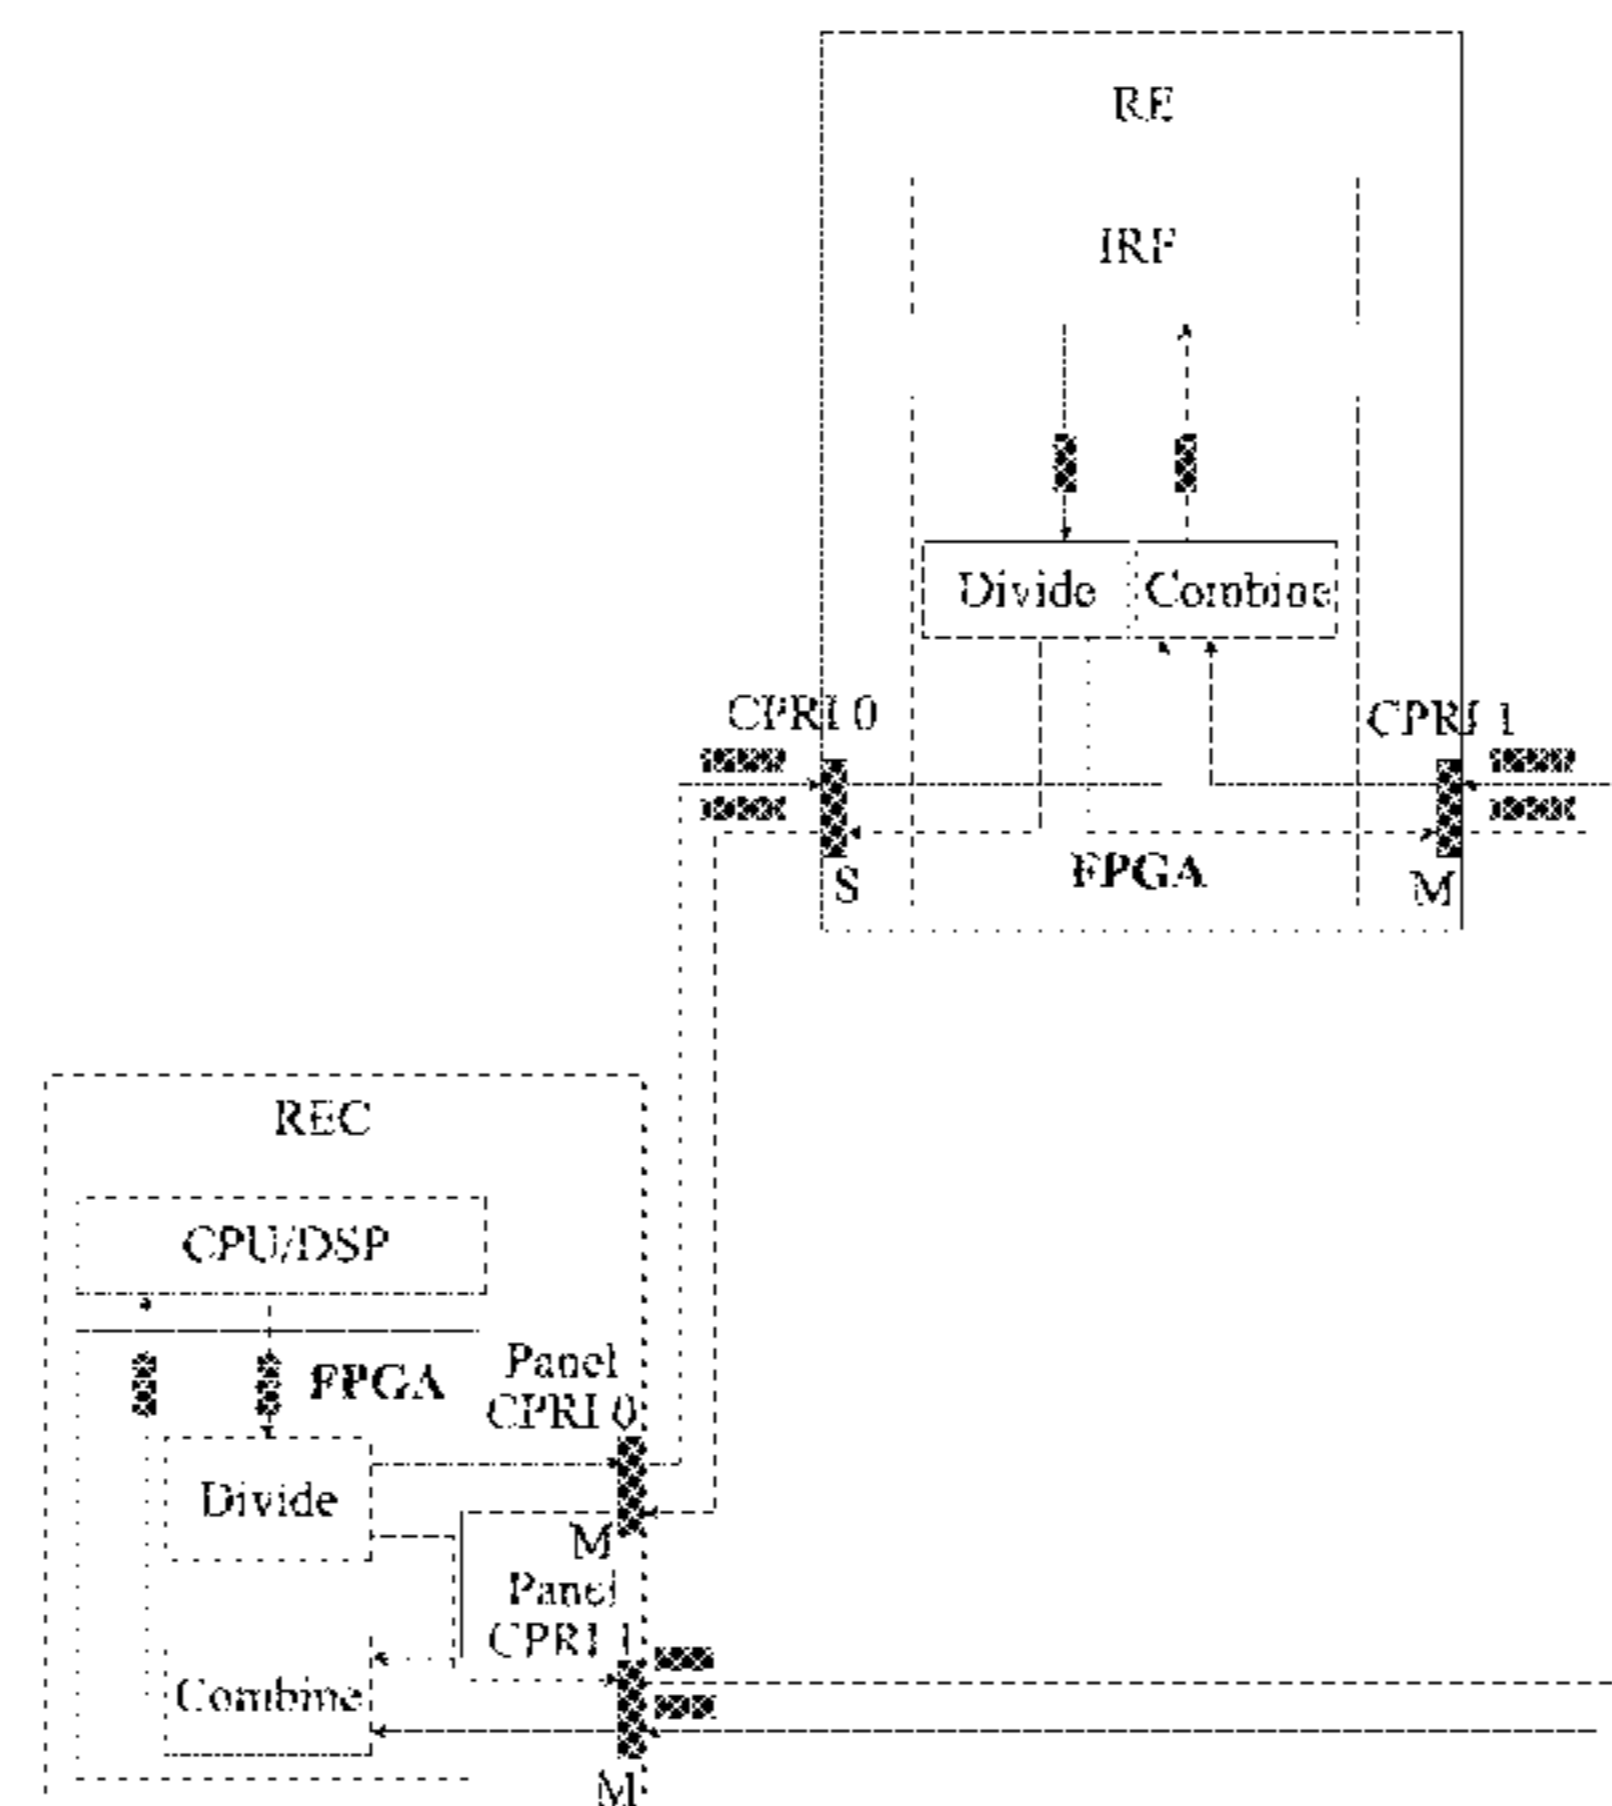 RE
IRF
Divide
Combine
CPRI 0
CPRI 1
S
FPGA
M
REC
CPU/DSP
FPGA
Panel
CPRI 0
Divide
M
Panel
CPRI 1
Combine
M